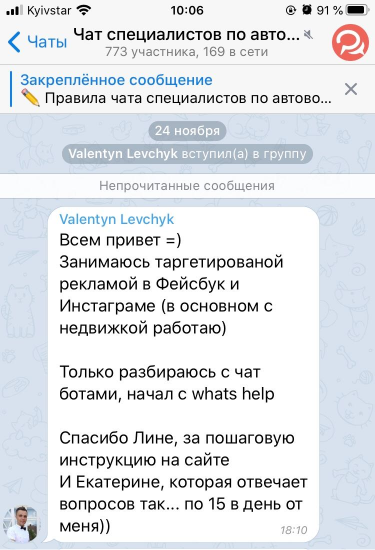 Kyivstar 10:06 91 %
Чаты Чат специалистов по авто...
773 участника, 169 в сети
Закреплённое сообщение
✏️ Правила чата специалистов по автово...
24 ноября
Valentyn Levchyk вступил(а) в группу
Непрочитанные сообщения
Valentyn Levchyk
Всем привет =)
Занимаюсь таргетированой
рекламой в Фейсбук и
Инстаграме (в основном с
недвижкой работаю)
Только разбираюсь с чат
ботами, начал с whats help
Спасибо Лине, за пошаговую
инструкцию на сайте
И Екатерине, которая отвечает
вопросов так... по 15 в день от
меня))
18:10